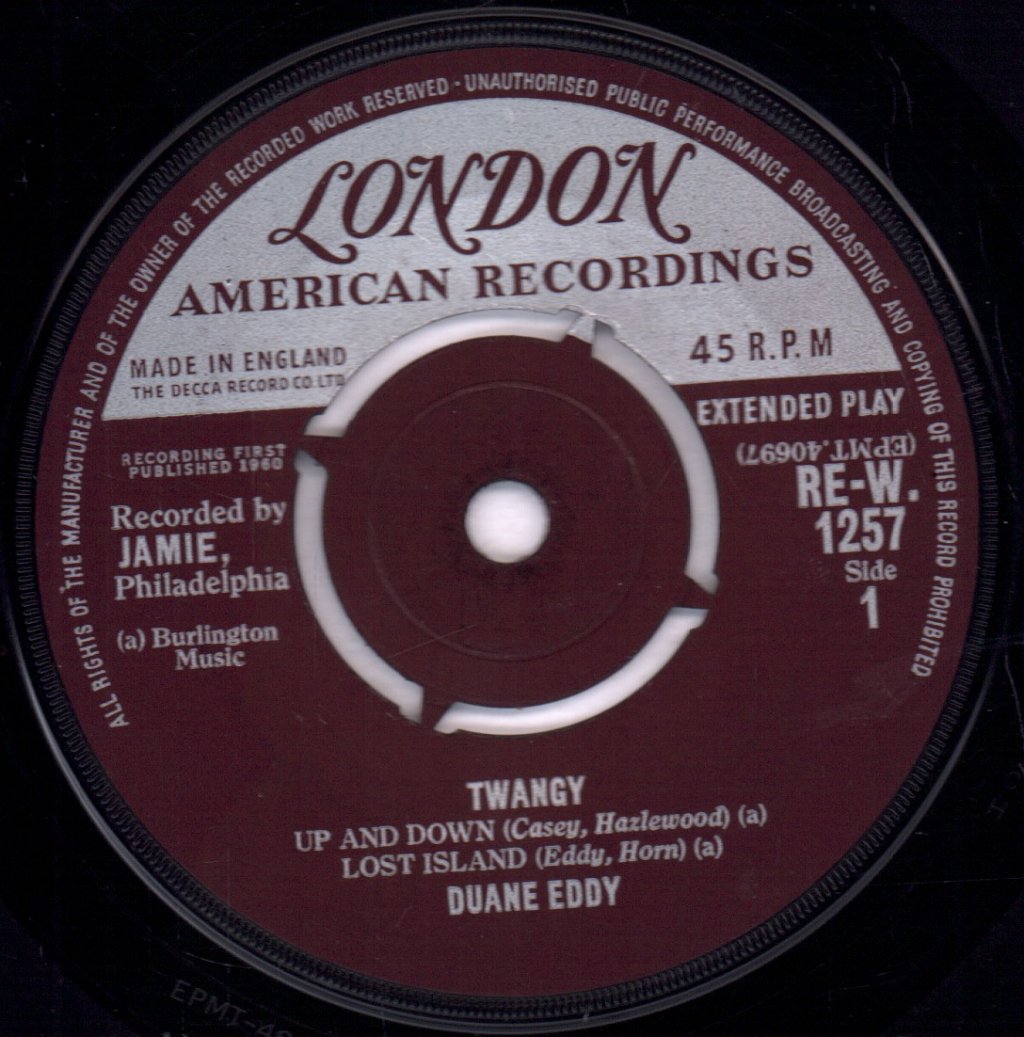 ALL RIGHTS OF THE MANUFACTURER AND OF THE OWNER OF THE RECORDED WORK RESERVED · UNAUTHORISED PUBLIC PERFORMANCE BROADCASTING AND COPYING OF THIS RECORD PROHIBITED
LONDON
AMERICAN RECORDINGS
MADE IN ENGLAND
THE DECCA RECORD CO. LTD
45 R.P.M
EXTENDED PLAY
RECORDING FIRST
PUBLISHED 1960
(EPMT.40697)
RE-W.
1257
Side
1
Recorded by
JAMIE,
Philadelphia
(a) Burlington
Music
TWANGY
UP AND DOWN (Casey, Hazlewood) (a)
LOST ISLAND (Eddy, Horn) (a)
DUANE EDDY